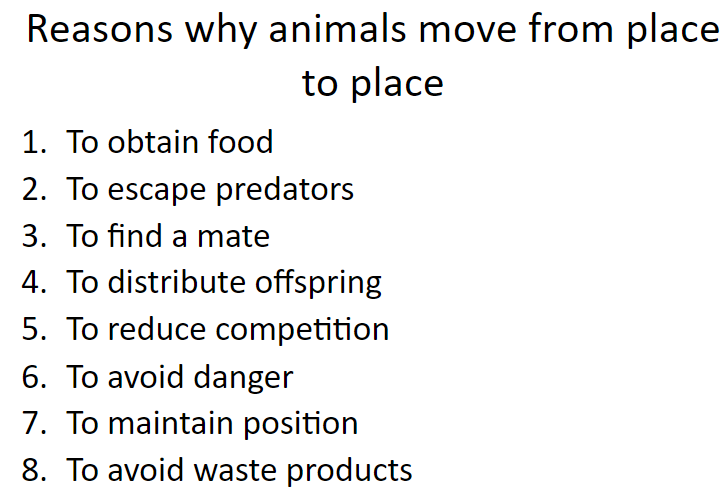 Reasons why animals move from place
to place
1. To obtain food
2. To escape predators
3. To find a mate
4. To distribute offspring
5. To reduce competition
6. To avoid danger
7. To maintain position
8. To avoid waste products